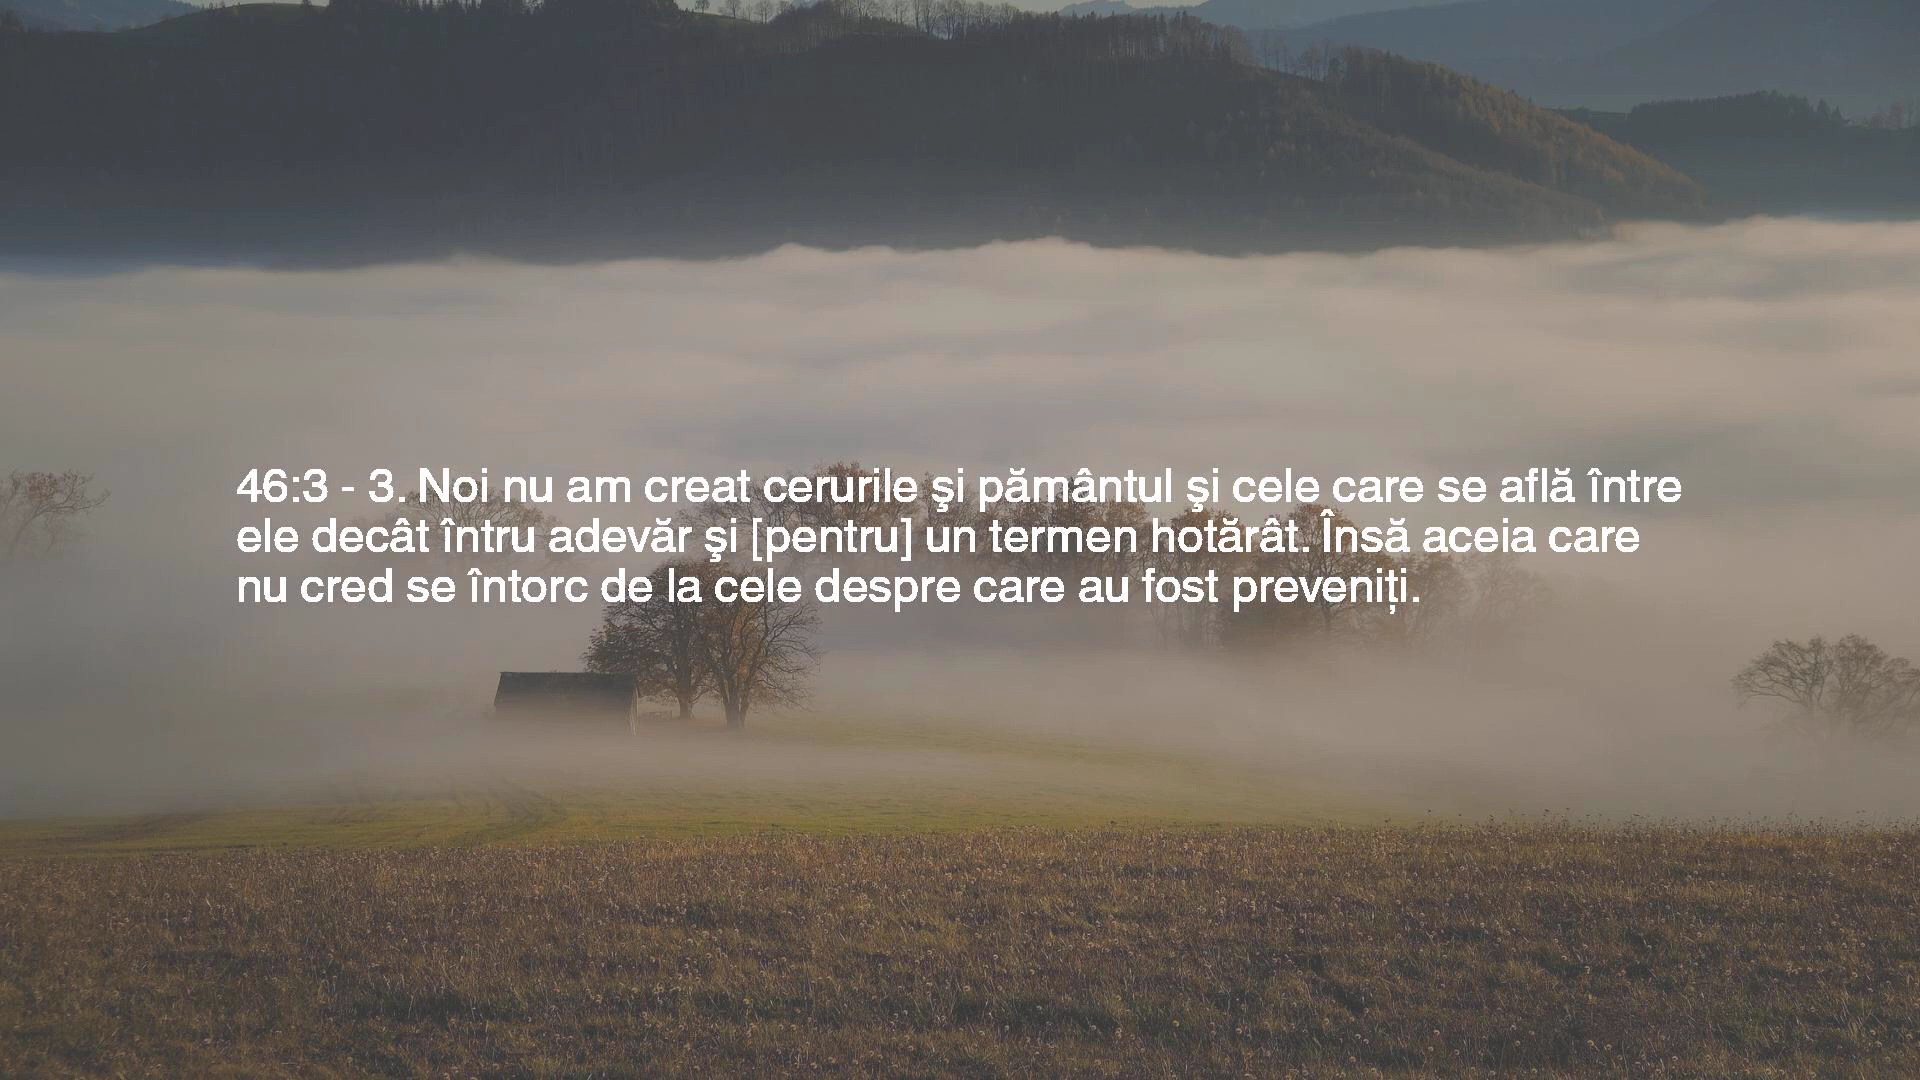 46:3 - 3. Noi nu am creat cerurile şi pământul şi cele care se află între
ele decât întru adevăr şi [pentru] un termen hotărât. Însă aceia care
nu cred se întorc de la cele despre care au fost preveniți.